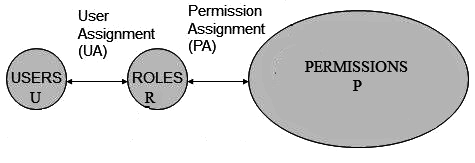 User
Assignment
(UA)
Permission
Assignment
(PA)
USERS
U
ROLES
R
PERMISSIONS
P